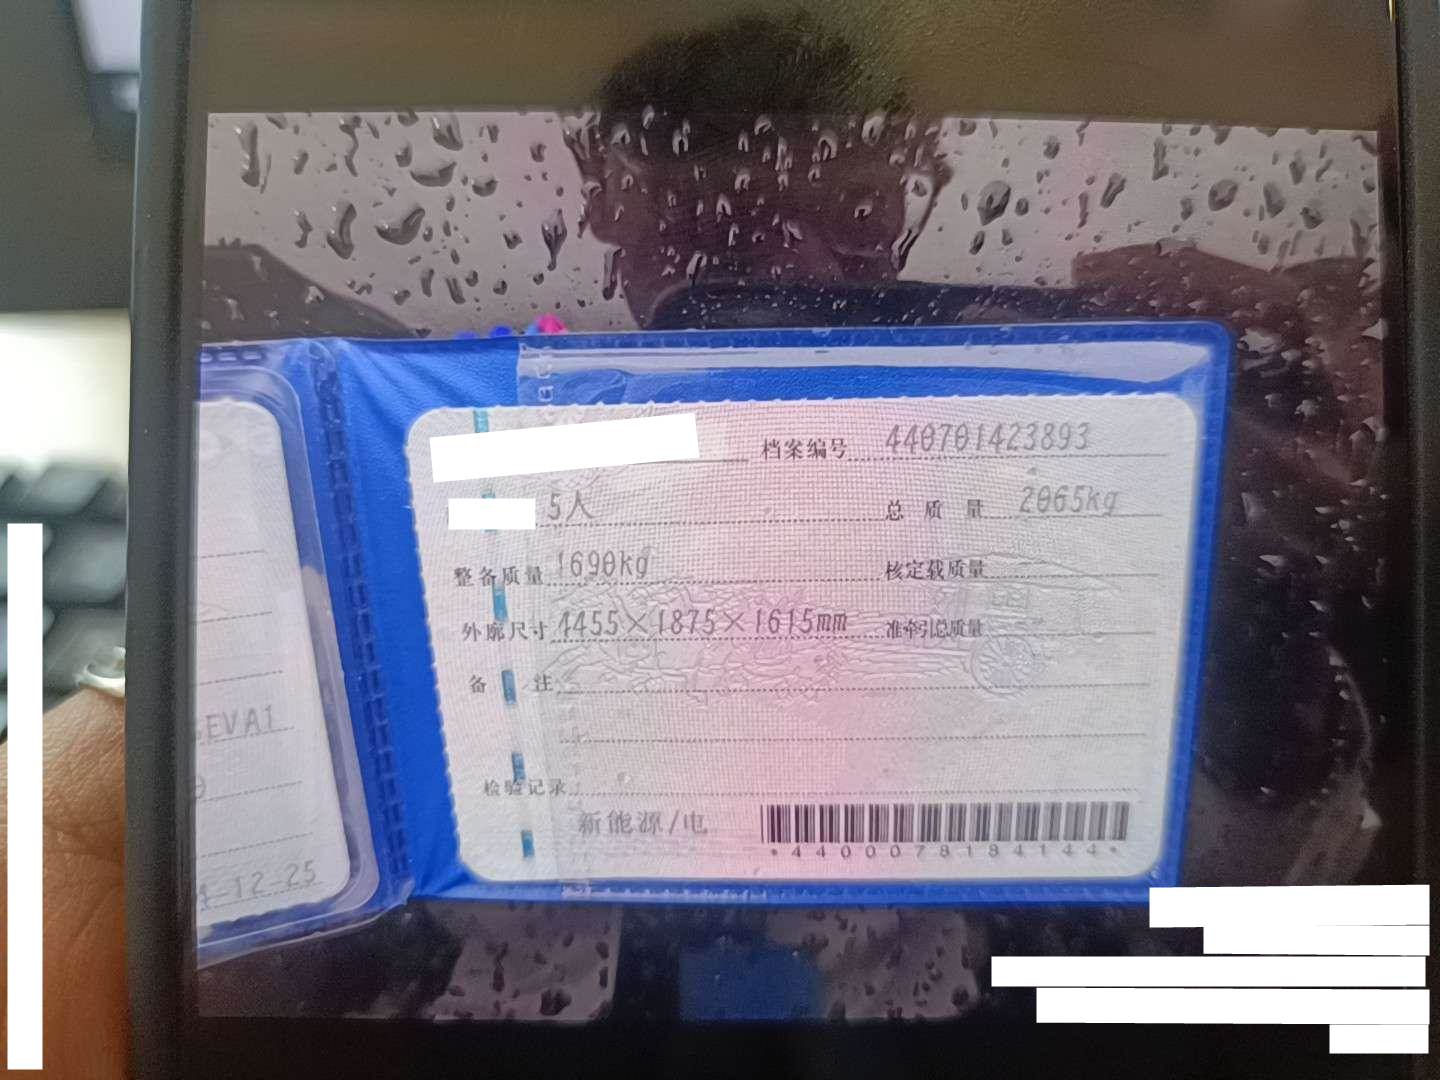 档案编号 440701423893
5人 总质量 2065kg
整备质量 1690kg 核定载质量
外廓尺寸 4455×1875×1615mm 准牵引总质量
备注
EVA1
检验记录
新能源/电
*4400078184144*
-12-25